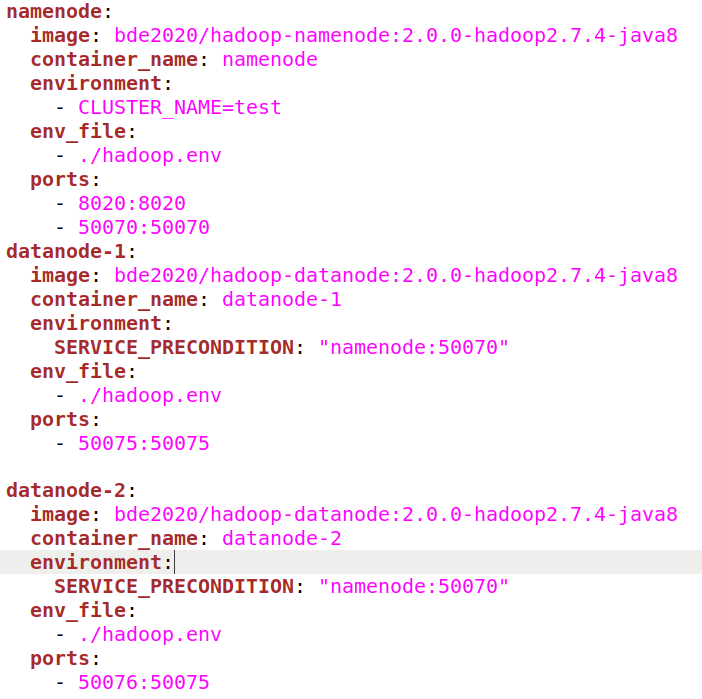 namenode:
  image: bde2020/hadoop-namenode:2.0.0-hadoop2.7.4-java8
  container_name: namenode
  environment:
    - CLUSTER_NAME=test
  env_file:
    - ./hadoop.env
  ports:
    - 8020:8020
    - 50070:50070
datanode-1:
  image: bde2020/hadoop-datanode:2.0.0-hadoop2.7.4-java8
  container_name: datanode-1
  environment:
    SERVICE_PRECONDITION: "namenode:50070"
  env_file:
    - ./hadoop.env
  ports:
    - 50075:50075

datanode-2:
  image: bde2020/hadoop-datanode:2.0.0-hadoop2.7.4-java8
  container_name: datanode-2
  environment:
    SERVICE_PRECONDITION: "namenode:50070"
  env_file:
    - ./hadoop.env
  ports:
    - 50076:50075